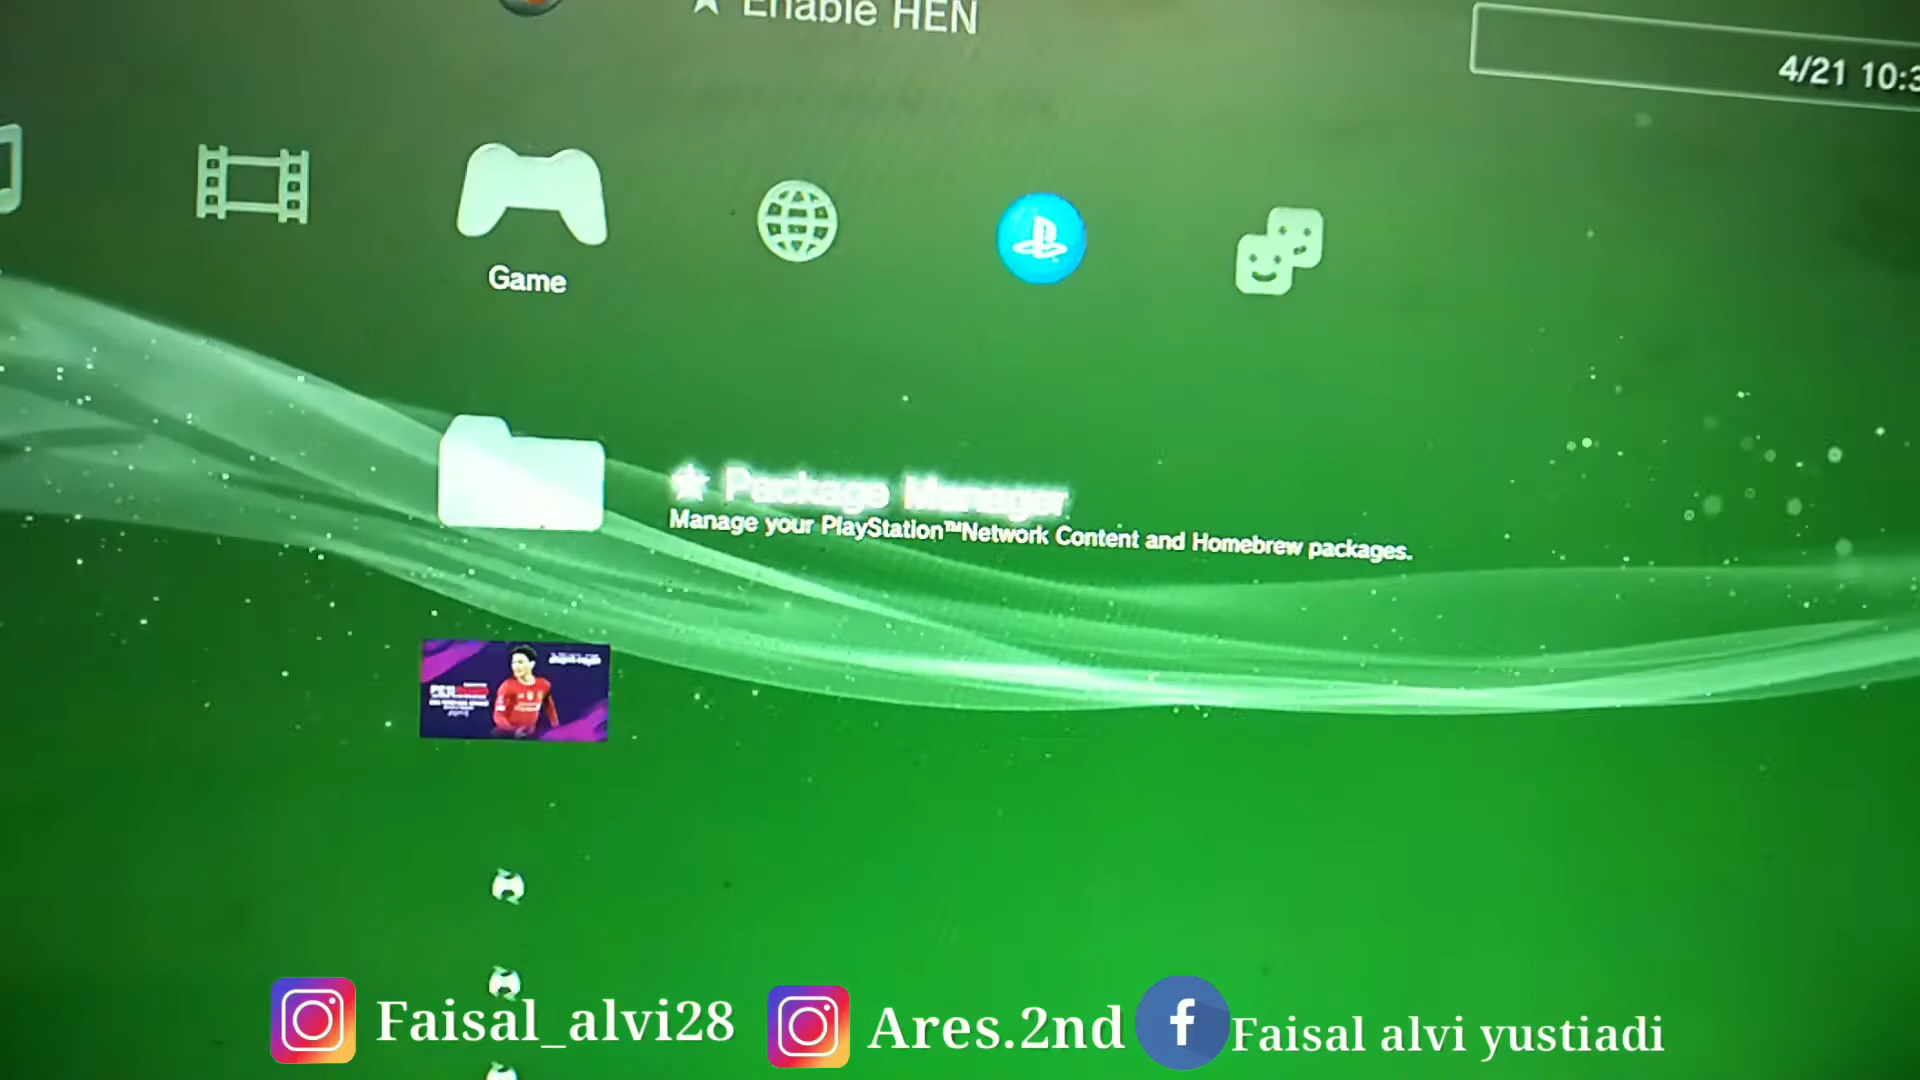 ★ Enable HEN
4/21 10:3
Game
★ Package Manager
Manage your PlayStation™Network Content and Homebrew packages.
Faisal_alvi28
Ares.2nd
Faisal alvi yustiadi